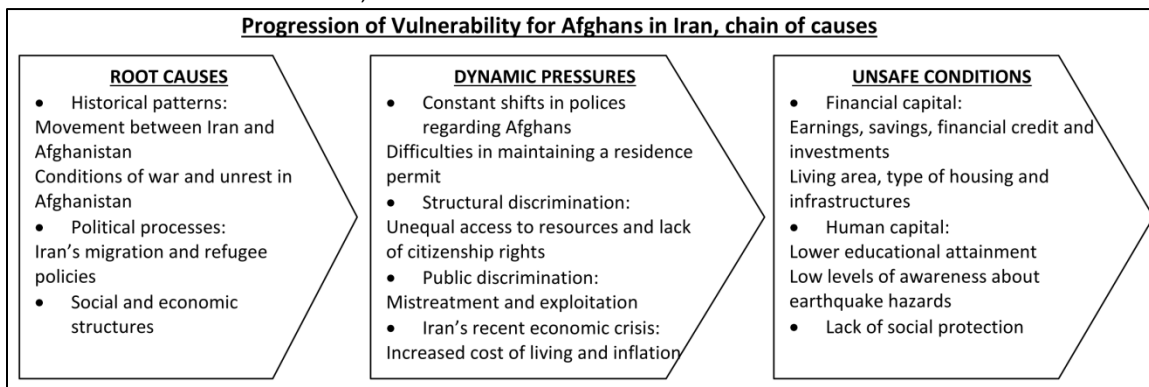 Progression of Vulnerability for Afghans in Iran, chain of causes
ROOT CAUSES
• Historical patterns:
Movement between Iran and
Afghanistan
Conditions of war and unrest in
Afghanistan
• Political processes:
Iran’s migration and refugee
policies
• Social and economic
structures
DYNAMIC PRESSURES
• Constant shifts in polices
regarding Afghans
Difficulties in maintaining a residence
permit
• Structural discrimination:
Unequal access to resources and lack
of citizenship rights
• Public discrimination:
Mistreatment and exploitation
• Iran’s recent economic crisis:
Increased cost of living and inflation
UNSAFE CONDITIONS
• Financial capital:
Earnings, savings, financial credit and
investments
Living area, type of housing and
infrastructures
• Human capital:
Lower educational attainment
Low levels of awareness about
earthquake hazards
• Lack of social protection